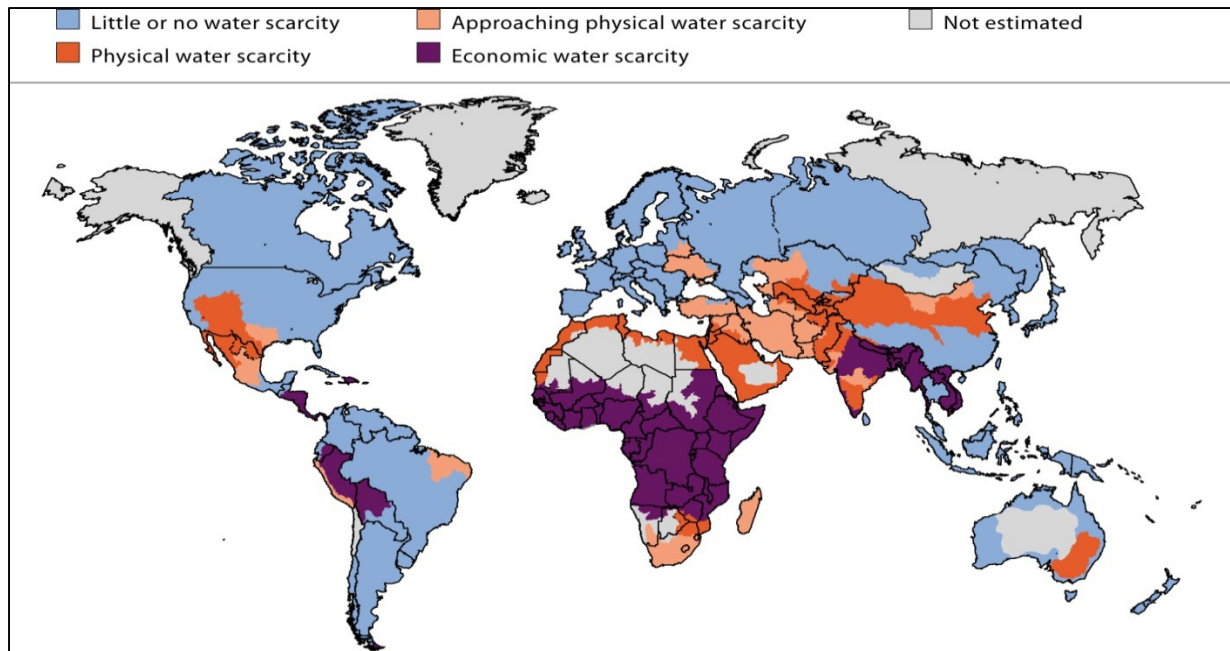 Little or no water scarcity
Approaching physical water scarcity
Not estimated
Physical water scarcity
Economic water scarcity